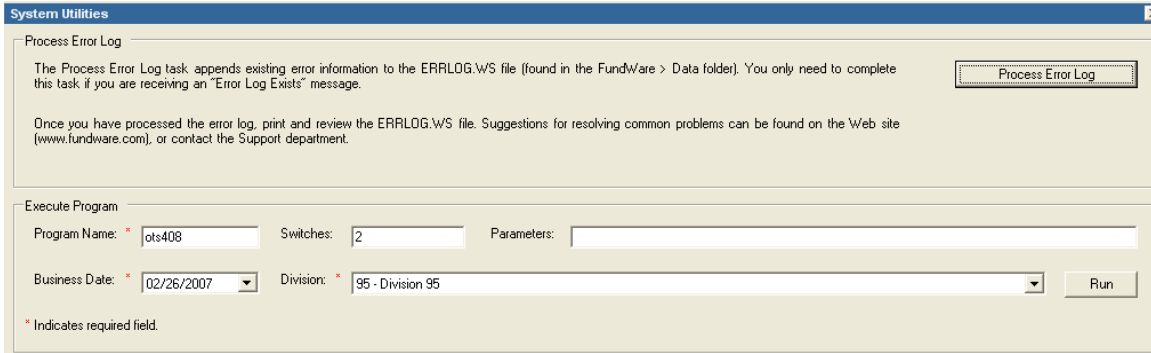 System Utilities
Process Error Log
The Process Error Log task appends existing error information to the ERRLOG.WS file (found in the FundWare > Data folder). You only need to complete
this task if you are receiving an "Error Log Exists" message.
Process Error Log
Once you have processed the error log, print and review the ERRLOG.WS file. Suggestions for resolving common problems can be found on the Web site
(www.fundware.com), or contact the Support department.
Execute Program
Program Name: * ots408 Switches: 2 Parameters:
Business Date: * 02/26/2007 Division: * 95 - Division 95 Run
* Indicates required field.